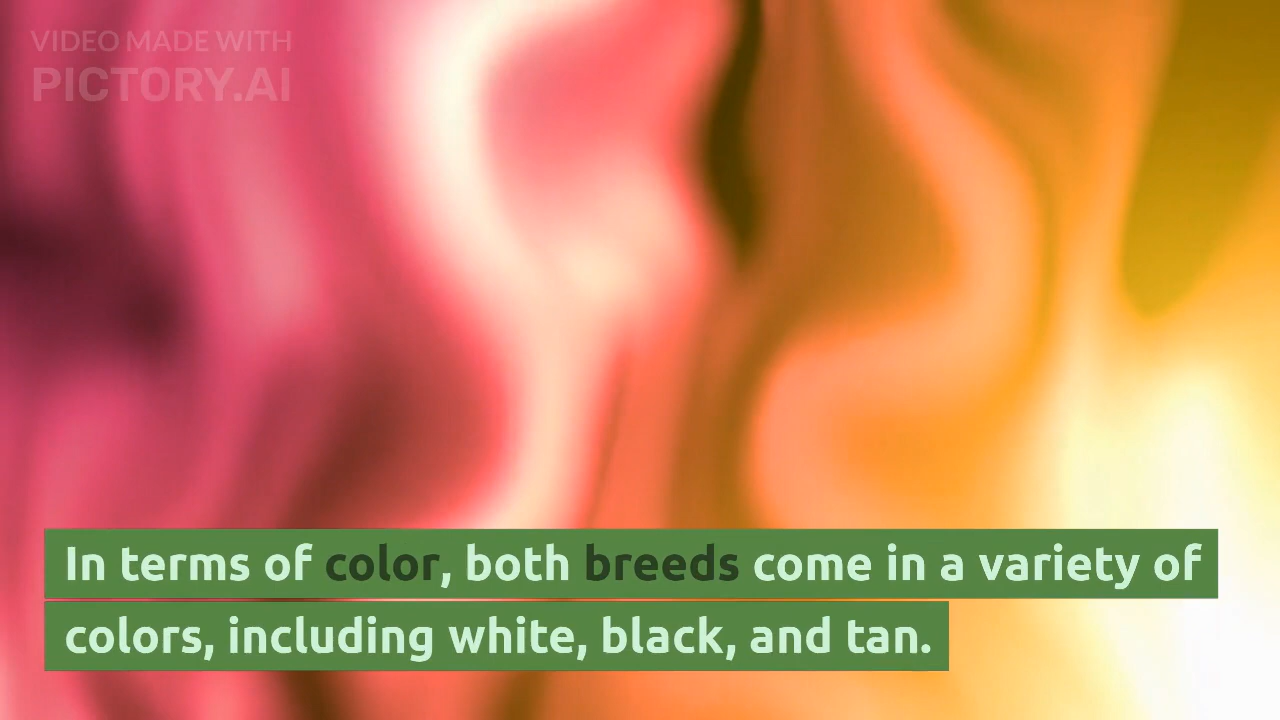 VIDEO MADE WITH
PICTORY.AI
In terms of color, both breeds come in a variety of
colors, including white, black, and tan.